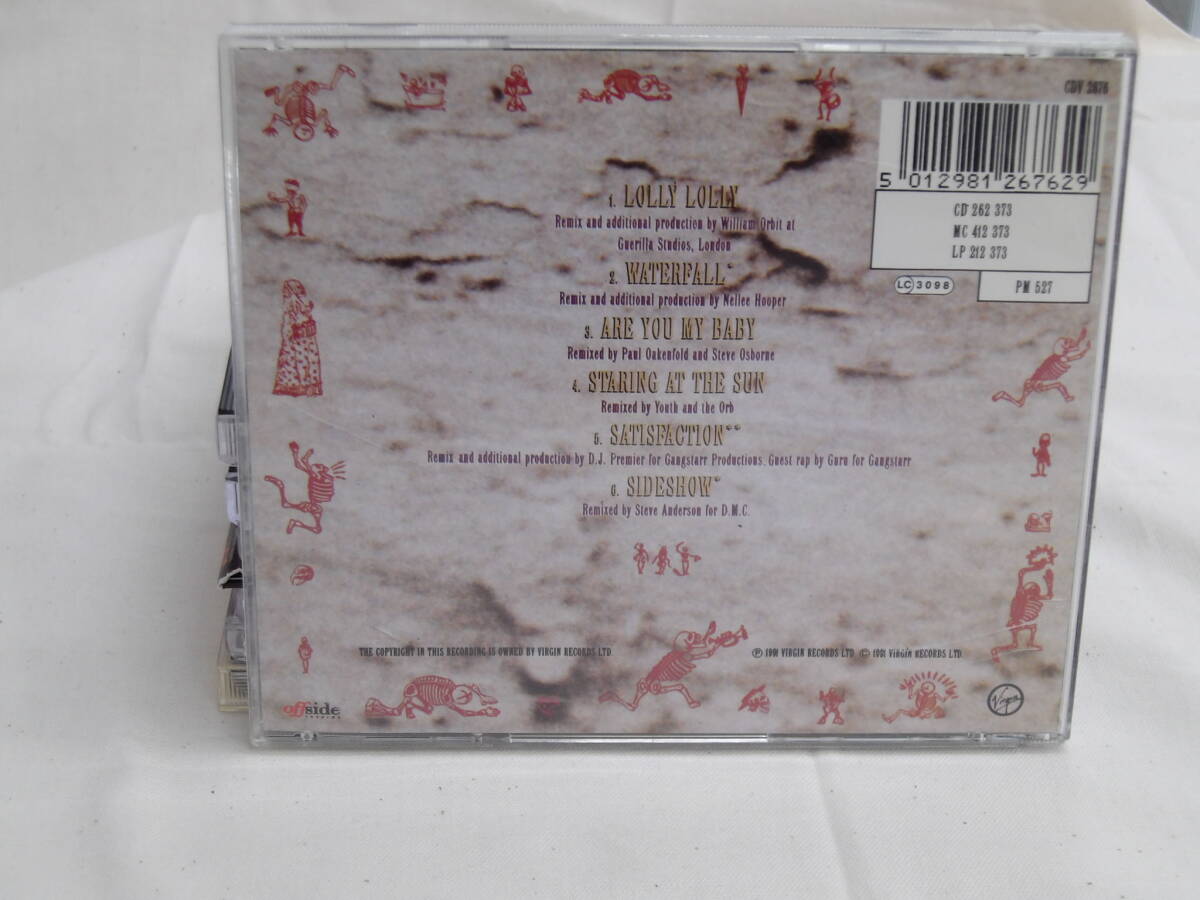 CDV 2676
5 012981 267629
CD 262 373
MC 412 373
LP 212 373
LC 3098
PM 527
1. LOLLY LOLLY
Remix and additional production by William Orbit at
Guerilla Studios, London
2. WATERFALL*
Remix and additional production by Nellee Hooper
3. ARE YOU MY BABY
Remixed by Paul Oakenfold and Steve Osborne
4. STARING AT THE SUN
Remixed by Youth and the Orb
5. SATISFACTION**
Remix and additional production by D.J. Premier for Gangstarr Productions. Guest rap by Guru for Gangstarr
6. SIDESHOW*
Remixed by Steve Anderson for D.M.C.
THE COPYRIGHT IN THIS RECORDING IS OWNED BY VIRGIN RECORDS LTD
℗ 1991 VIRGIN RECORDS LTD © 1991 VIRGIN RECORDS LTD.
offside
Virgin